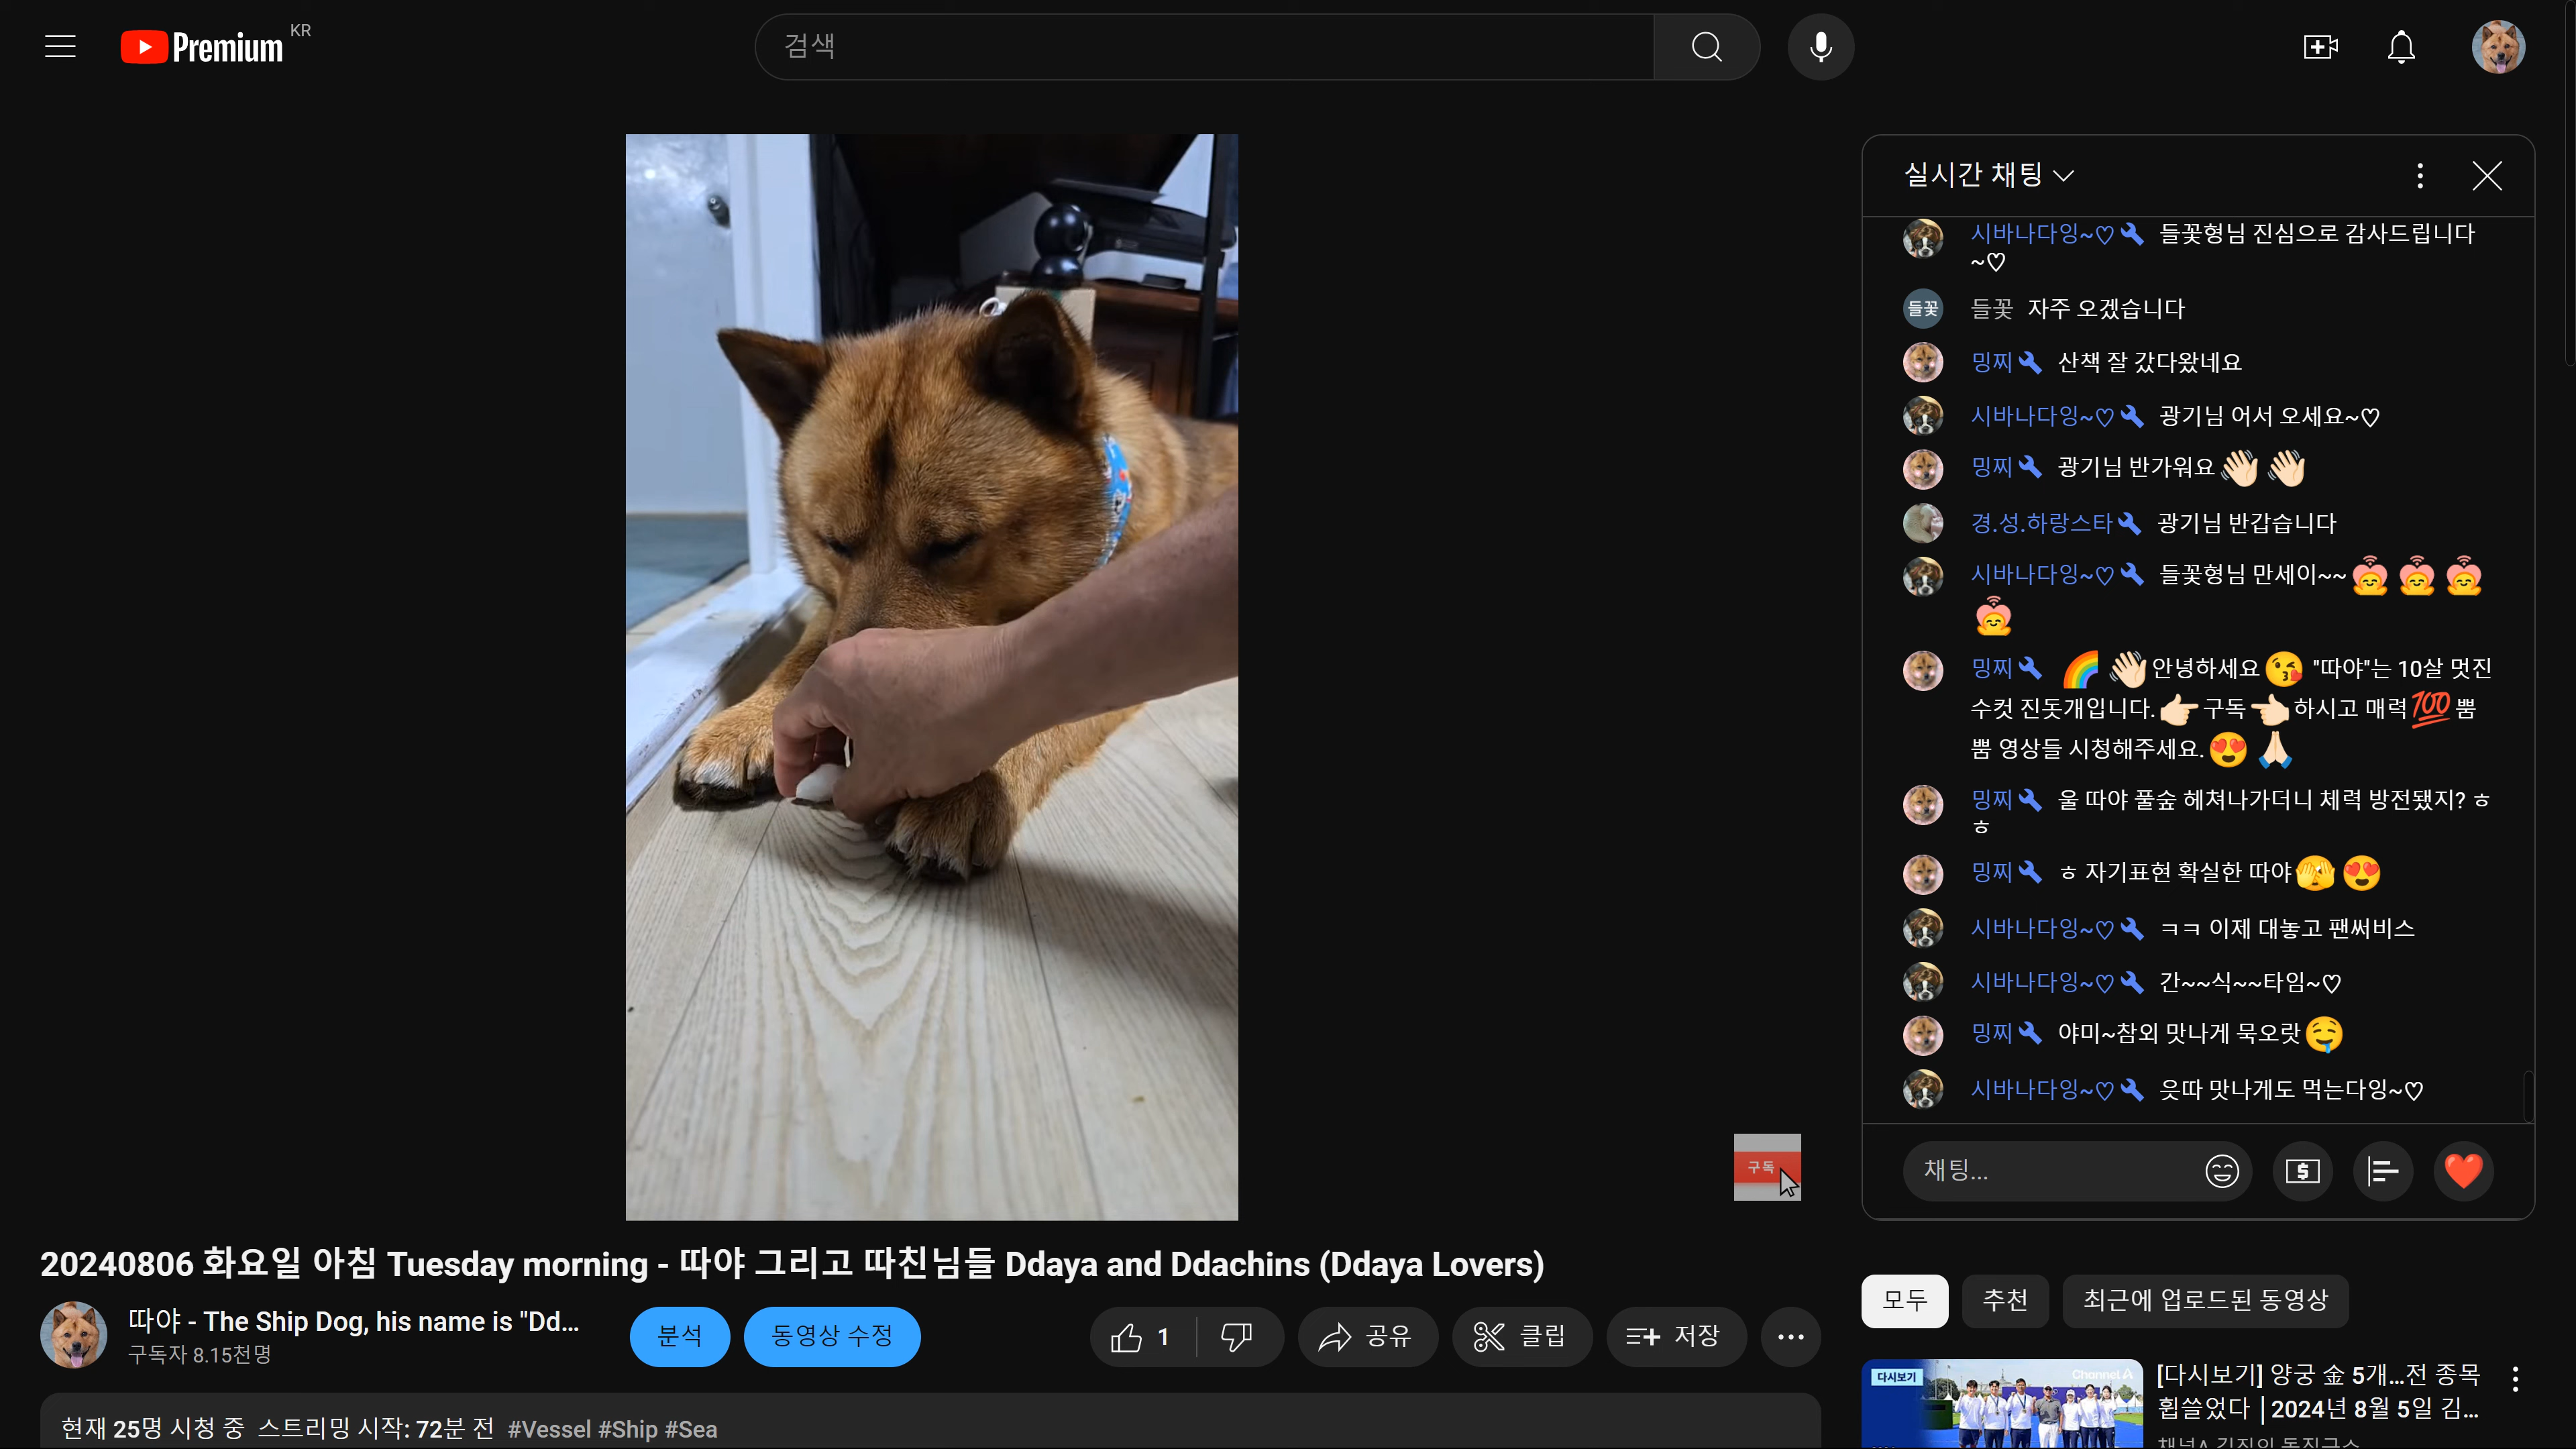 Premium KR
검색
실시간 채팅
시바나다잉~♡ 들꽃형님 진심으로 감사드립니다
~♡
들꽃 들꽃 자주 오겠습니다
밍찌 산책 잘 갔다왔네요
시바나다잉~♡ 광기님 어서 오세요~♡
밍찌 광기님 반가워요👋🏻👋🏻
경.성.하랑스타 광기님 반갑습니다
시바나다잉~♡ 들꽃형님 만세이~~
밍찌 🌈👋🏻안녕하세요😘 "따야"는 10살 멋진
수컷 진돗개입니다.👉🏻구독👈🏻하시고 매력💯뿜
뿜 영상들 시청해주세요.😍🙏🏻
밍찌 울 따야 풀숲 헤쳐나가더니 체력 방전됐지? ㅎ
ㅎ
밍찌 ㅎ 자기표현 확실한 따야🫣😍
시바나다잉~♡ ㅋㅋ 이제 대놓고 팬써비스
시바나다잉~♡ 간~~식~~타임~♡
밍찌 야미~참외 맛나게 묵오랏🤤
시바나다잉~♡ 읏따 맛나게도 먹는다잉~♡
채팅...
구독
20240806 화요일 아침 Tuesday morning - 따야 그리고 따친님들 Ddaya and Ddachins (Ddaya Lovers)
따야 - The Ship Dog, his name is "Dd...
구독자 8.15천명
분석 동영상 수정 1 공유 클립 저장
현재 25명 시청 중 스트리밍 시작: 72분 전 #Vessel #Ship #Sea
모두 추천 최근에 업로드된 동영상
다시보기 Channel A
[다시보기] 양궁 金 5개...전 종목
휩쓸었다 | 2024년 8월 5일 김...